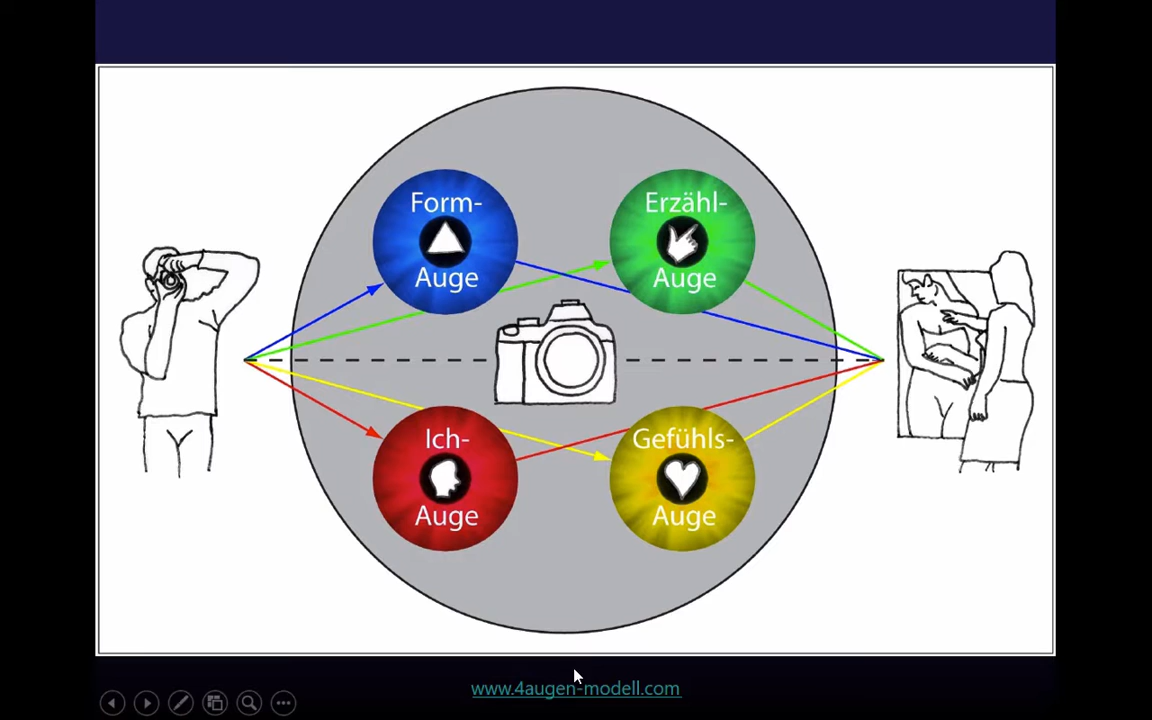 Form-
Auge
Erzähl-
Auge
Ich-
Auge
Gefühls-
Auge
www.4augen-modell.com